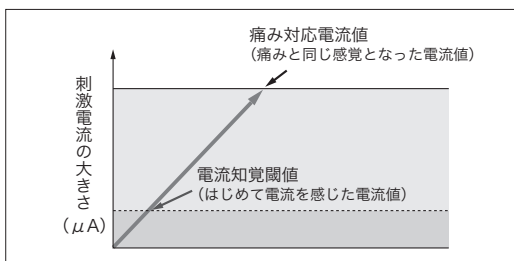 痛み対応電流値
（痛みと同じ感覚となった電流値）
刺激電流の大きさ
（μA）
電流知覚閾値
（はじめて電流を感じた電流値）